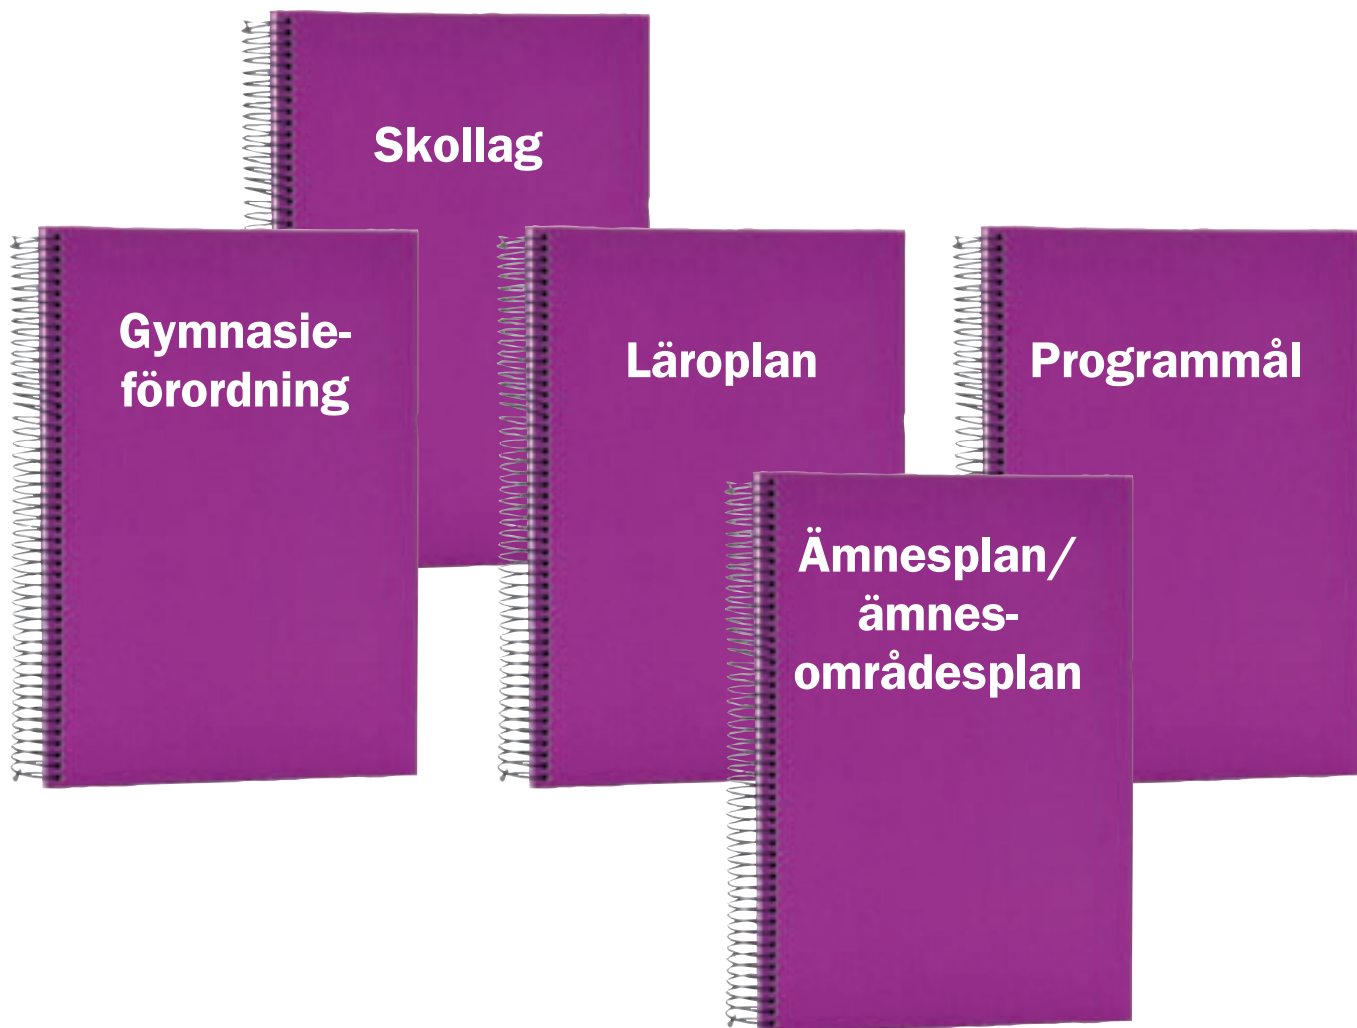 Skollag
Gymnasie-
förordning
Läroplan
Programmål
Ämnesplan/
ämnes-
områdesplan